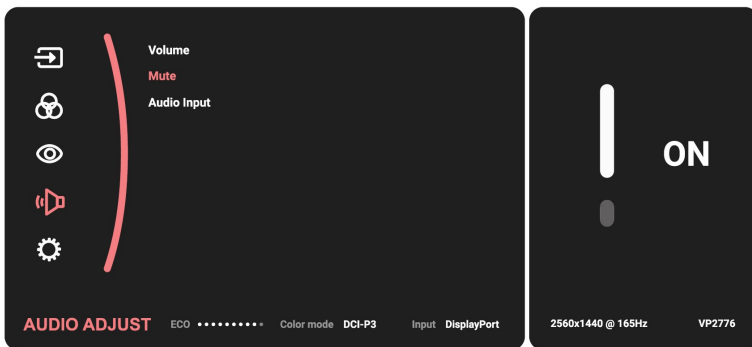 Volume
Mute
Audio Input
ON
AUDIO ADJUST ECO Color mode DCI-P3 Input DisplayPort
2560x1440 @ 165Hz VP2776